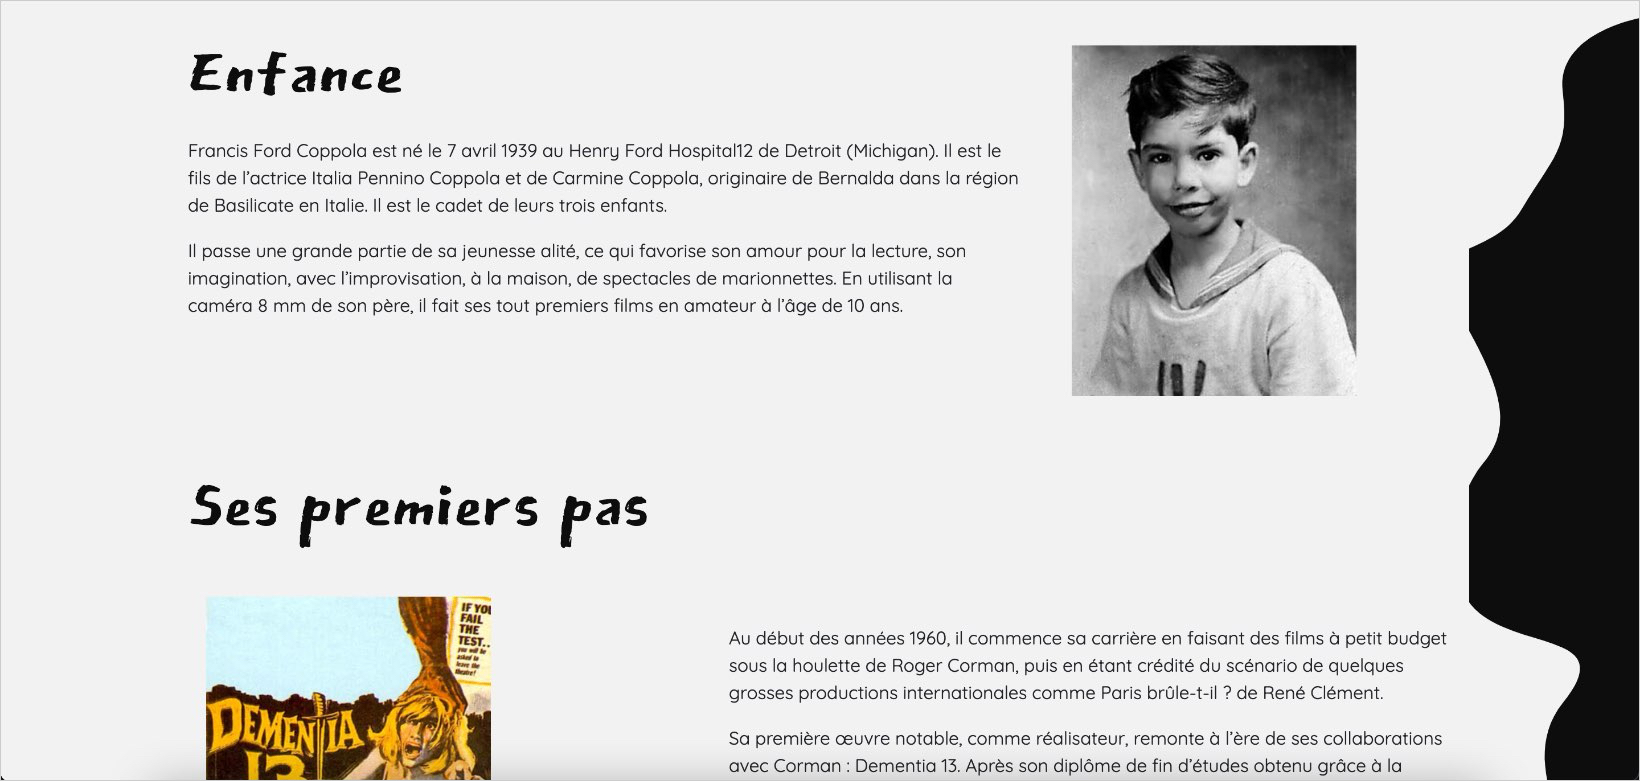 Enfance
Francis Ford Coppola est né le 7 avril 1939 au Henry Ford Hospital12 de Detroit (Michigan). Il est le
fils de l’actrice Italia Pennino Coppola et de Carmine Coppola, originaire de Bernalda dans la région
de Basilicate en Italie. Il est le cadet de leurs trois enfants.
Il passe une grande partie de sa jeunesse alité, ce qui favorise son amour pour la lecture, son
imagination, avec l’improvisation, à la maison, de spectacles de marionnettes. En utilisant la
caméra 8 mm de son père, il fait ses tout premiers films en amateur à l’âge de 10 ans.
Ses premiers pas
IF YOU
FAIL
THE
TEST..
you will be
asked to
leave the
theatre!
DEMENTIA
13
Au début des années 1960, il commence sa carrière en faisant des films à petit budget
sous la houlette de Roger Corman, puis en étant crédité du scénario de quelques
grosses productions internationales comme Paris brûle-t-il ? de René Clément.
Sa première œuvre notable, comme réalisateur, remonte à l’ère de ses collaborations
avec Corman : Dementia 13. Après son diplôme de fin d’études obtenu grâce à la